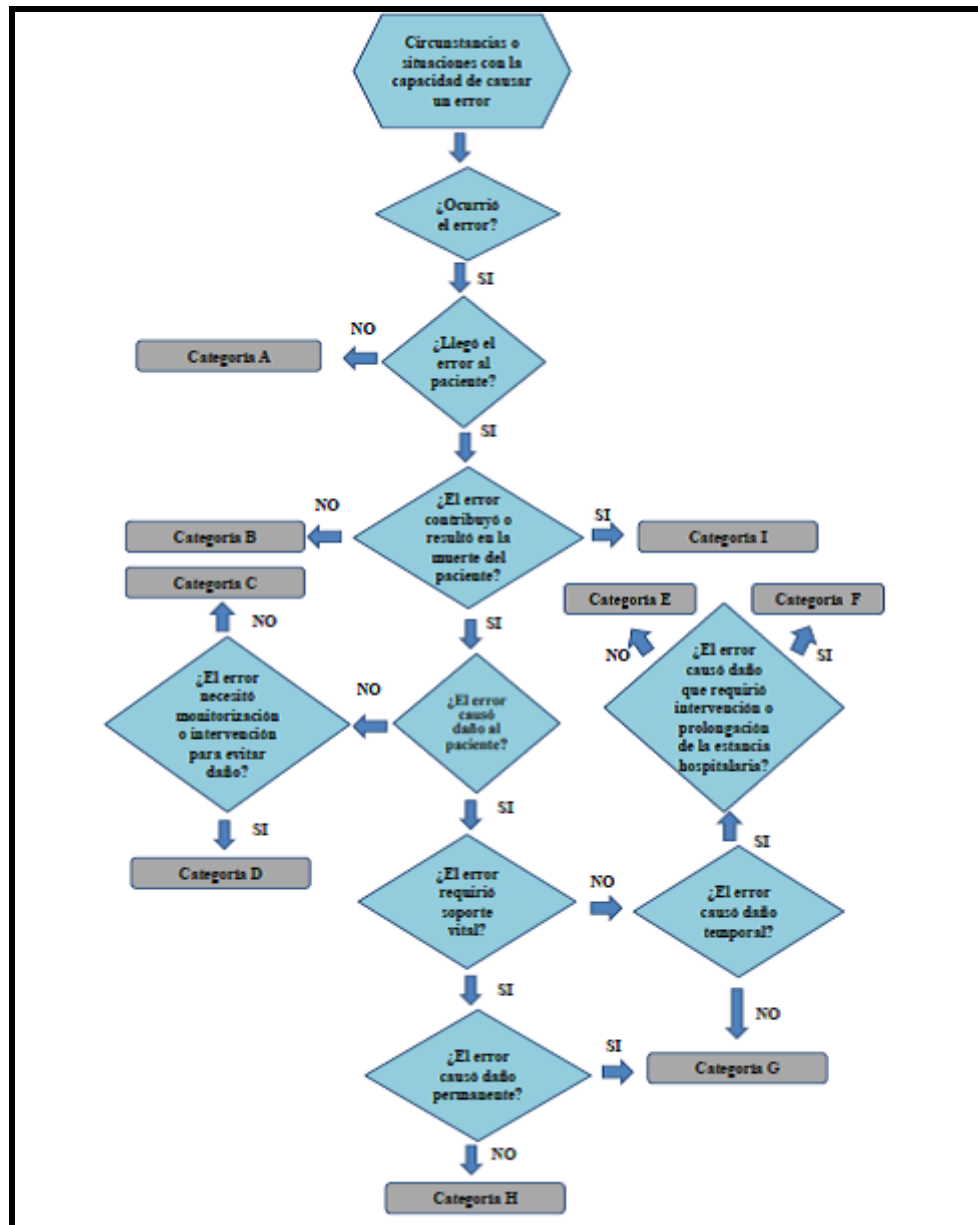 Circunstancias o
situaciones con la
capacidad de causar
un error
¿Ocurrió
el error?
SI
¿Llegó el
error al
paciente?
NO
Categoría A
SI
¿El error
contribuyó o
resultó en la
muerte del
paciente?
NO
Categoría B
SI
Categoría I
Categoría C
NO
SI
¿El error
causó
daño al
paciente?
NO
¿El error
necesitó
monitorización
o intervención
para evitar
daño?
SI
Categoría D
Categoría E
Categoría F
NO
SI
¿El error
causó daño
que requirió
intervención o
prolongación
de la estancia
hospitalaria?
SI
SI
¿El error
requirió
soporte
vital?
NO
¿El error
causó daño
temporal?
NO
SI
¿El error
causó daño
permanente?
SI
Categoría G
NO
Categoría H